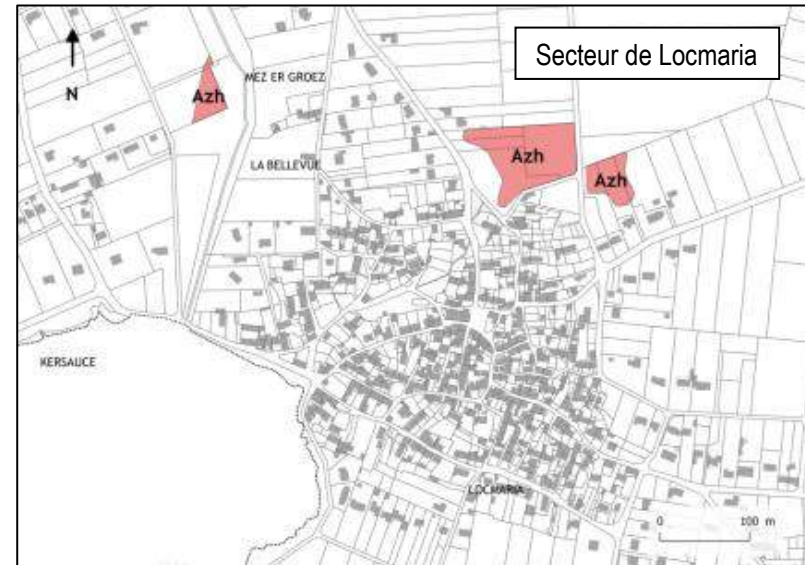 Secteur de Locmaria
N
MEZ ER GROEZ
Azh
LA BELLEVUE
Azh
Azh
KERSAUCE
LOCMARIA
0 100 m